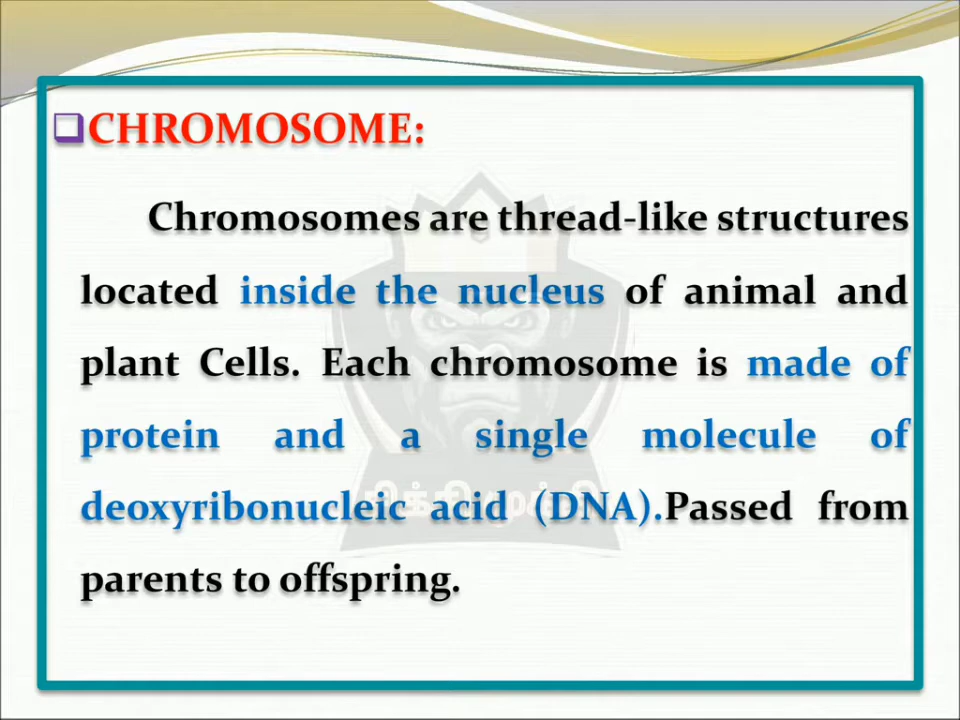 CHROMOSOME:
Chromosomes are thread-like structures
located inside the nucleus of animal and
plant Cells. Each chromosome is made of
protein and a single molecule of
deoxyribonucleic acid (DNA).Passed from
parents to offspring.